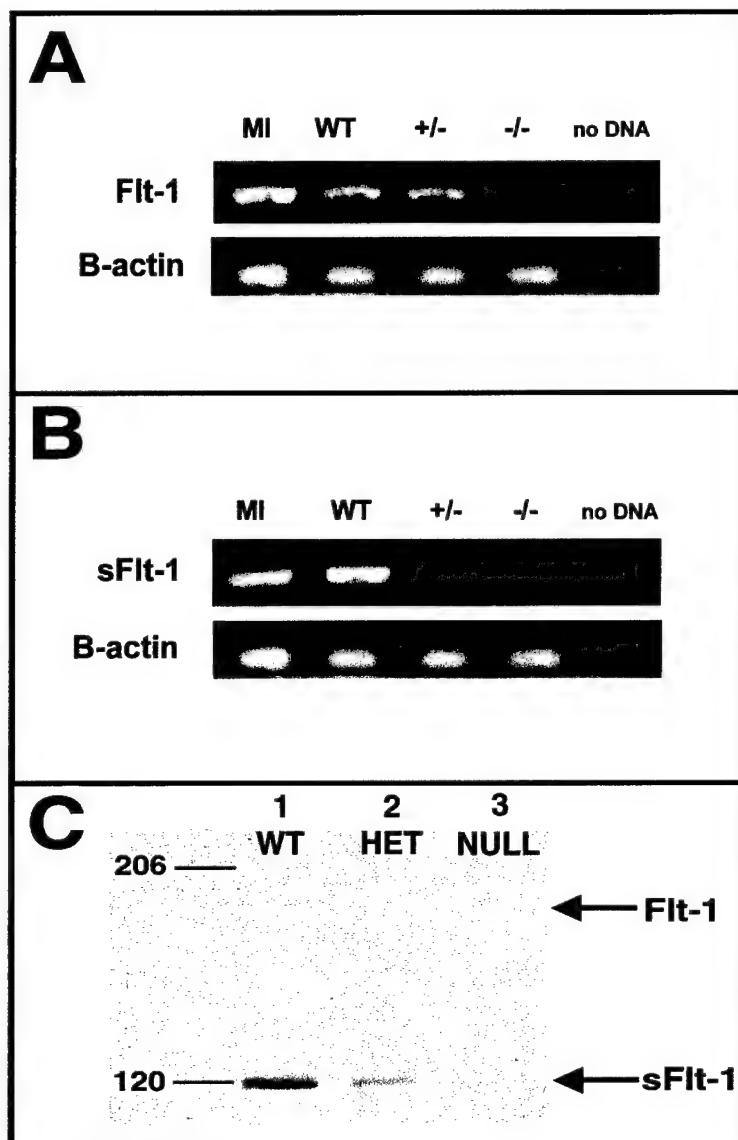 A
MI WT +/- -/- no DNA
Flt-1
B-actin
B
MI WT +/- -/- no DNA
sFlt-1
B-actin
C
1 2 3
WT HET NULL
206
Flt-1
120
sFlt-1